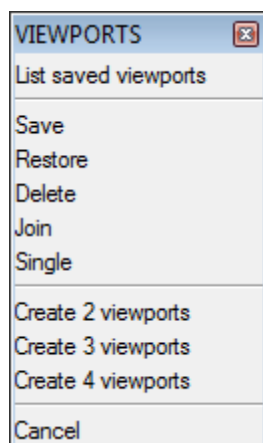 VIEWPORTS
List saved viewports
Save
Restore
Delete
Join
Single
Create 2 viewports
Create 3 viewports
Create 4 viewports
Cancel